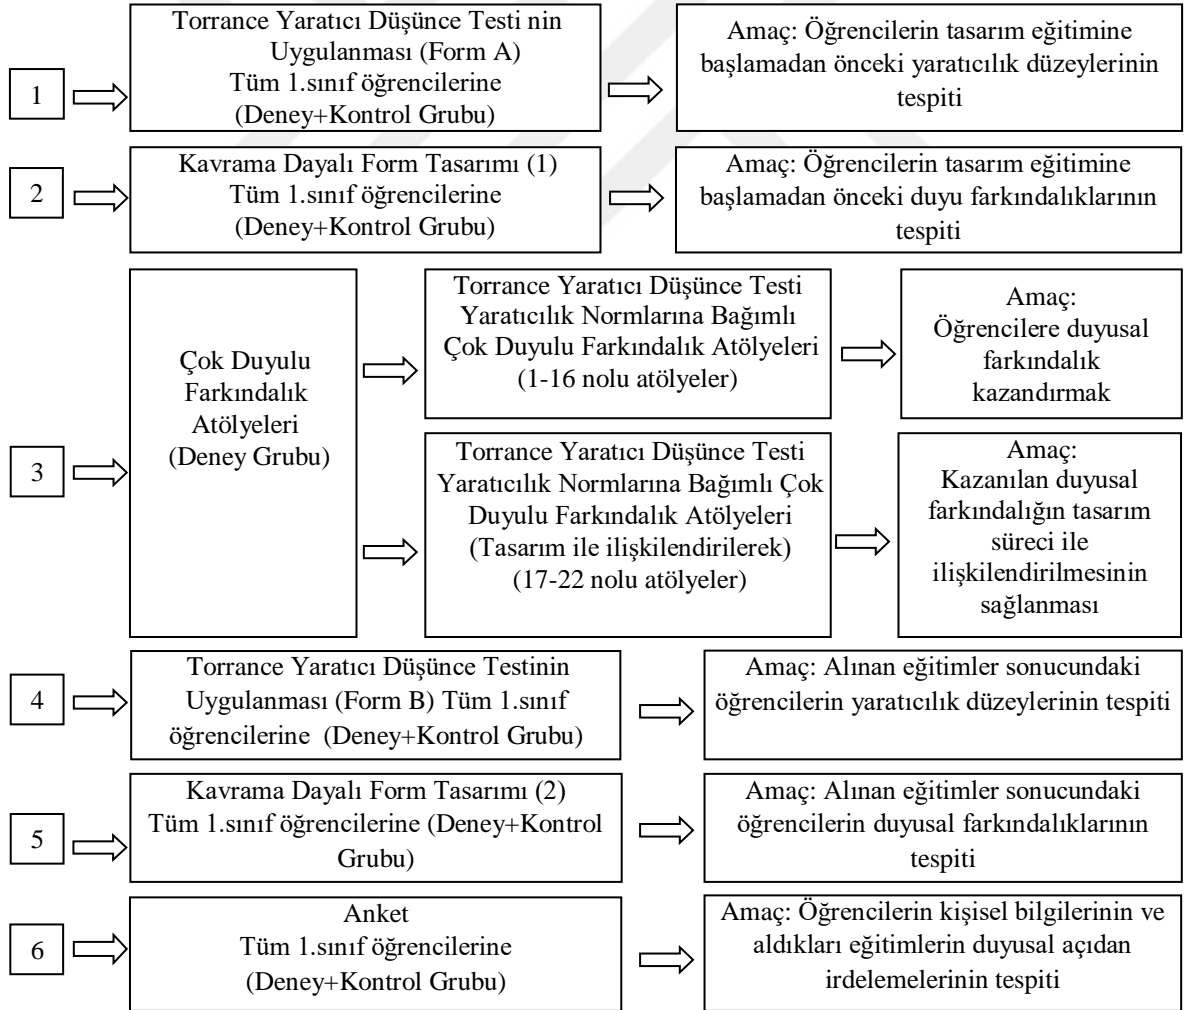 1
Torrance Yaratıcı Düşünce Testi nin
Uygulanması (Form A)
Tüm 1.sınıf öğrencilerine
(Deney+Kontrol Grubu)
Amaç: Öğrencilerin tasarım eğitimine
başlamadan önceki yaratıcılık düzeylerinin
tespiti
2
Kavrama Dayalı Form Tasarımı (1)
Tüm 1.sınıf öğrencilerine
(Deney+Kontrol Grubu)
Amaç: Öğrencilerin tasarım eğitimine
başlamadan önceki duyu farkındalıklarının
tespiti
3
Çok Duyulu
Farkındalık
Atölyeleri
(Deney Grubu)
Torrance Yaratıcı Düşünce Testi
Yaratıcılık Normlarına Bağımlı
Çok Duyulu Farkındalık Atölyeleri
(1-16 nolu atölyeler)
Amaç:
Öğrencilere duyusal
farkındalık
kazandırmak
Torrance Yaratıcı Düşünce Testi
Yaratıcılık Normlarına Bağımlı Çok
Duyulu Farkındalık Atölyeleri
(Tasarım ile ilişkilendirilerek)
(17-22 nolu atölyeler)
Amaç:
Kazanılan duyusal
farkındalığın tasarım
süreci ile
ilişkilendirilmesinin
sağlanması
4
Torrance Yaratıcı Düşünce Testinin
Uygulanması (Form B) Tüm 1.sınıf
öğrencilerine (Deney+Kontrol Grubu)
Amaç: Alınan eğitimler sonucundaki
öğrencilerin yaratıcılık düzeylerinin tespiti
5
Kavrama Dayalı Form Tasarımı (2)
Tüm 1.sınıf öğrencilerine (Deney+Kontrol
Grubu)
Amaç: Alınan eğitimler sonucundaki
öğrencilerin duyusal farkındalıklarının
tespiti
6
Anket
Tüm 1.sınıf öğrencilerine
(Deney+Kontrol Grubu)
Amaç: Öğrencilerin kişisel bilgilerinin ve
aldıkları eğitimlerin duyusal açıdan
irdelemelerinin tespiti